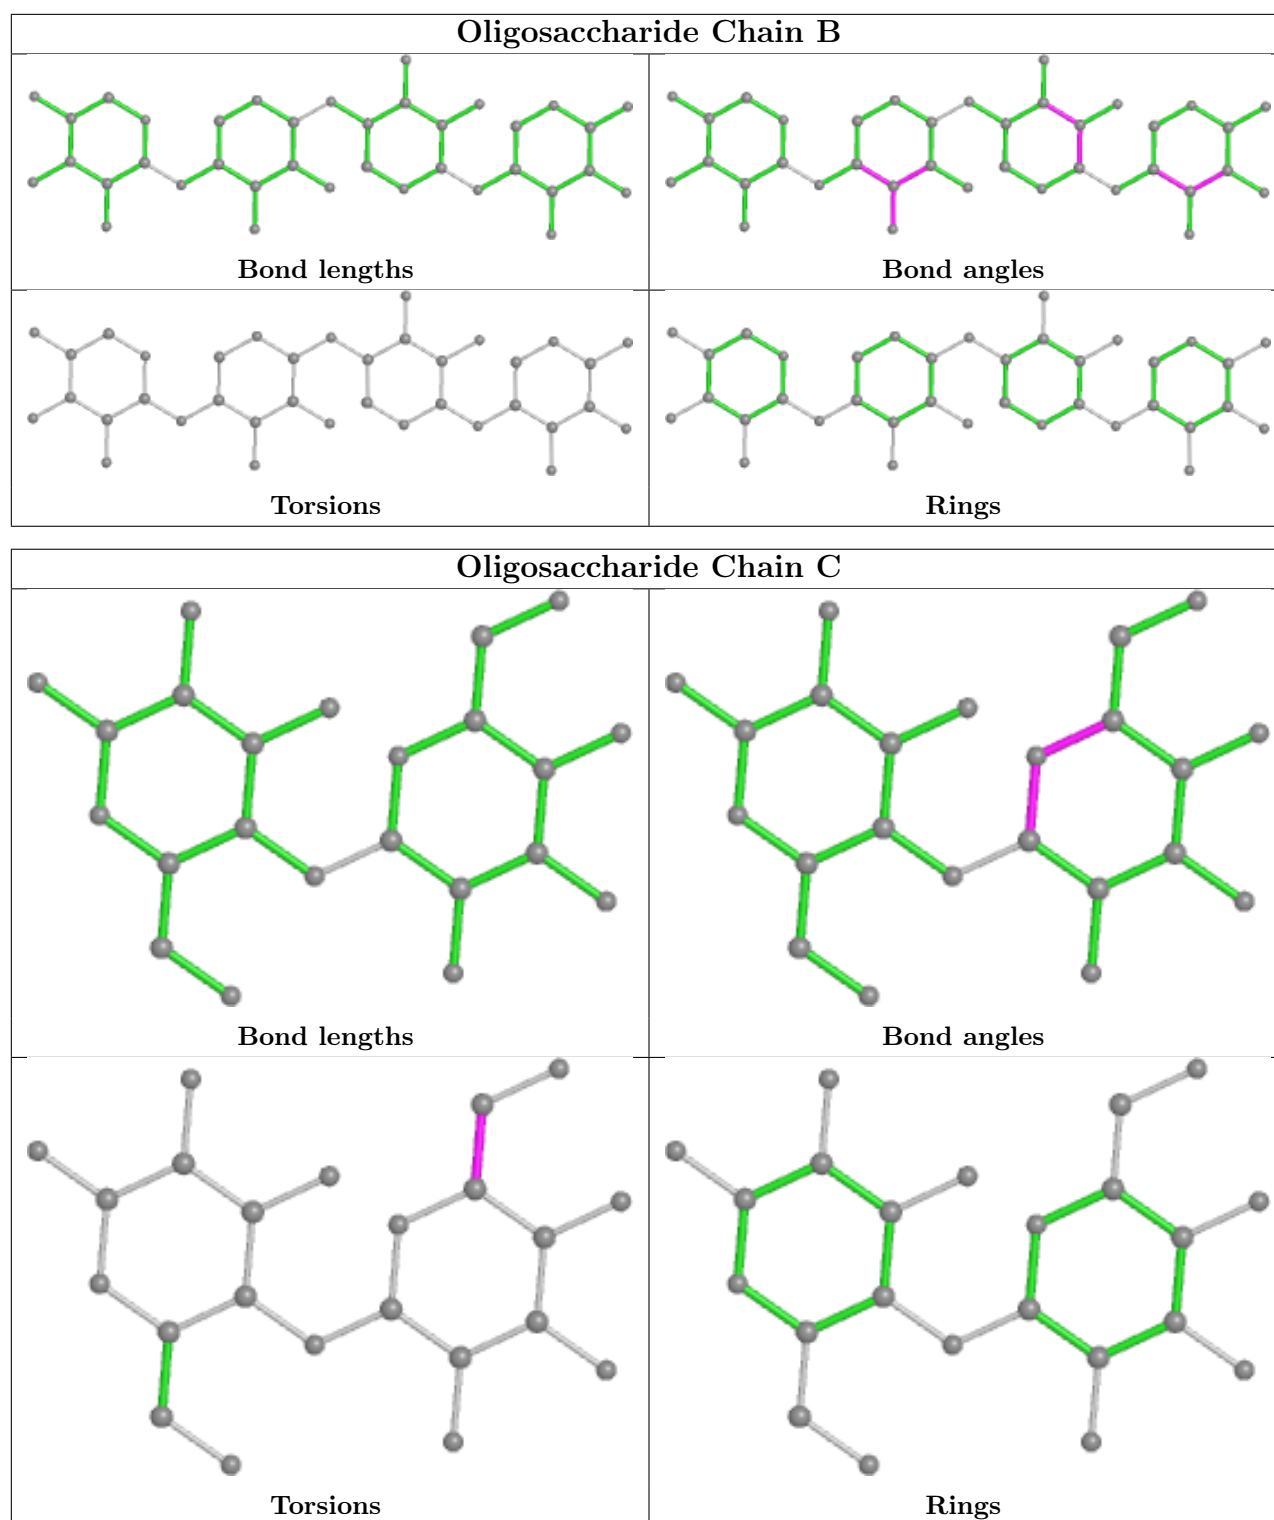 Oligosaccharide Chain B
Bond lengths
Bond angles
Torsions
Rings
Oligosaccharide Chain C
Bond lengths
Bond angles
Torsions
Rings